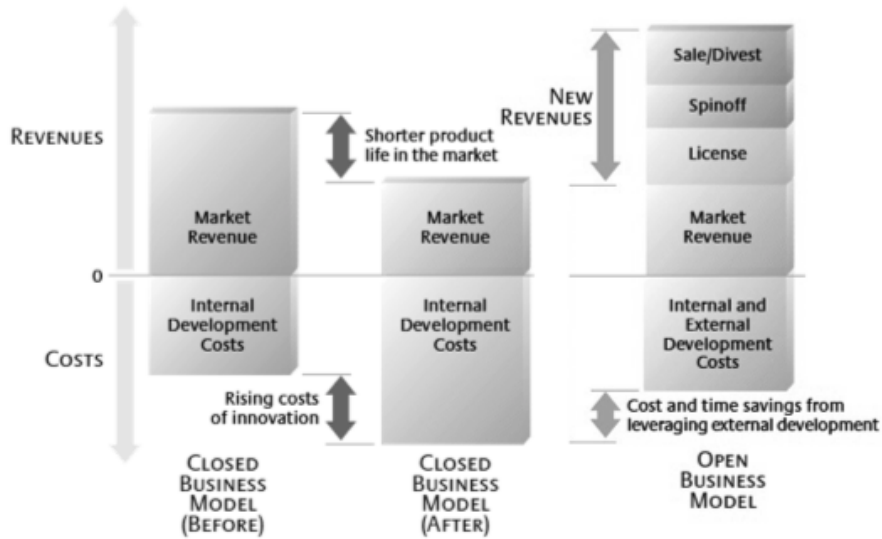 REVENUES
0
COSTS
Market
Revenue
Internal
Development
Costs
CLOSED
BUSINESS
MODEL
(BEFORE)
Shorter product
life in the market
Rising costs
of innovation
Market
Revenue
Internal
Development
Costs
CLOSED
BUSINESS
MODEL
(AFTER)
NEW
REVENUES
Sale/Divest
Spinoff
License
Market
Revenue
Internal and
External
Development
Costs
Cost and time savings from
leveraging external development
OPEN
BUSINESS
MODEL